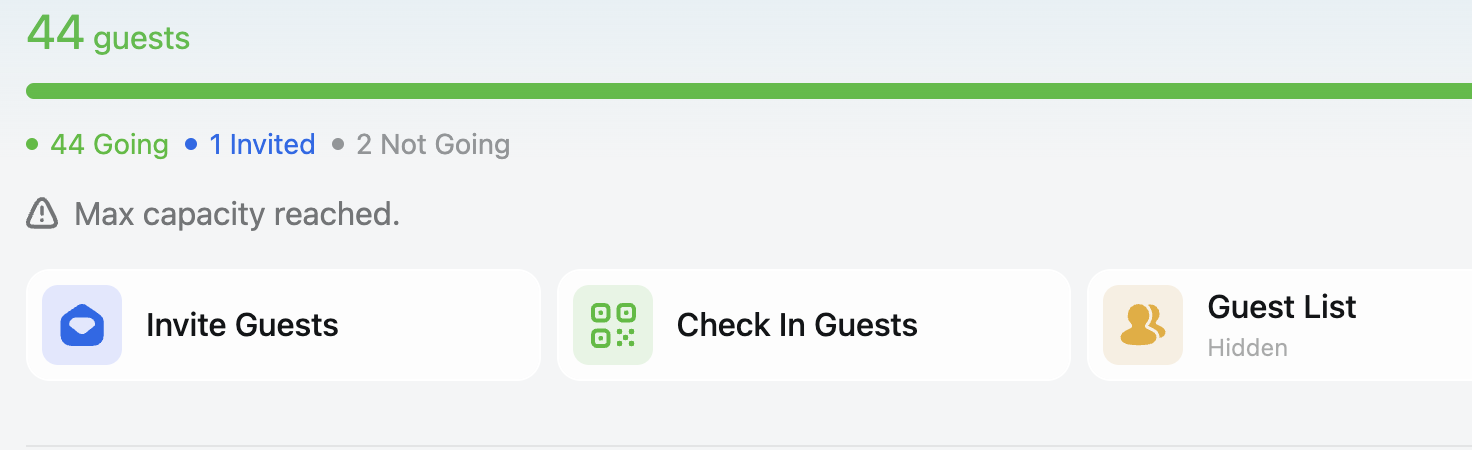 44 guests
44 Going 1 Invited 2 Not Going
Max capacity reached.
Invite Guests
Check In Guests
Guest List
Hidden